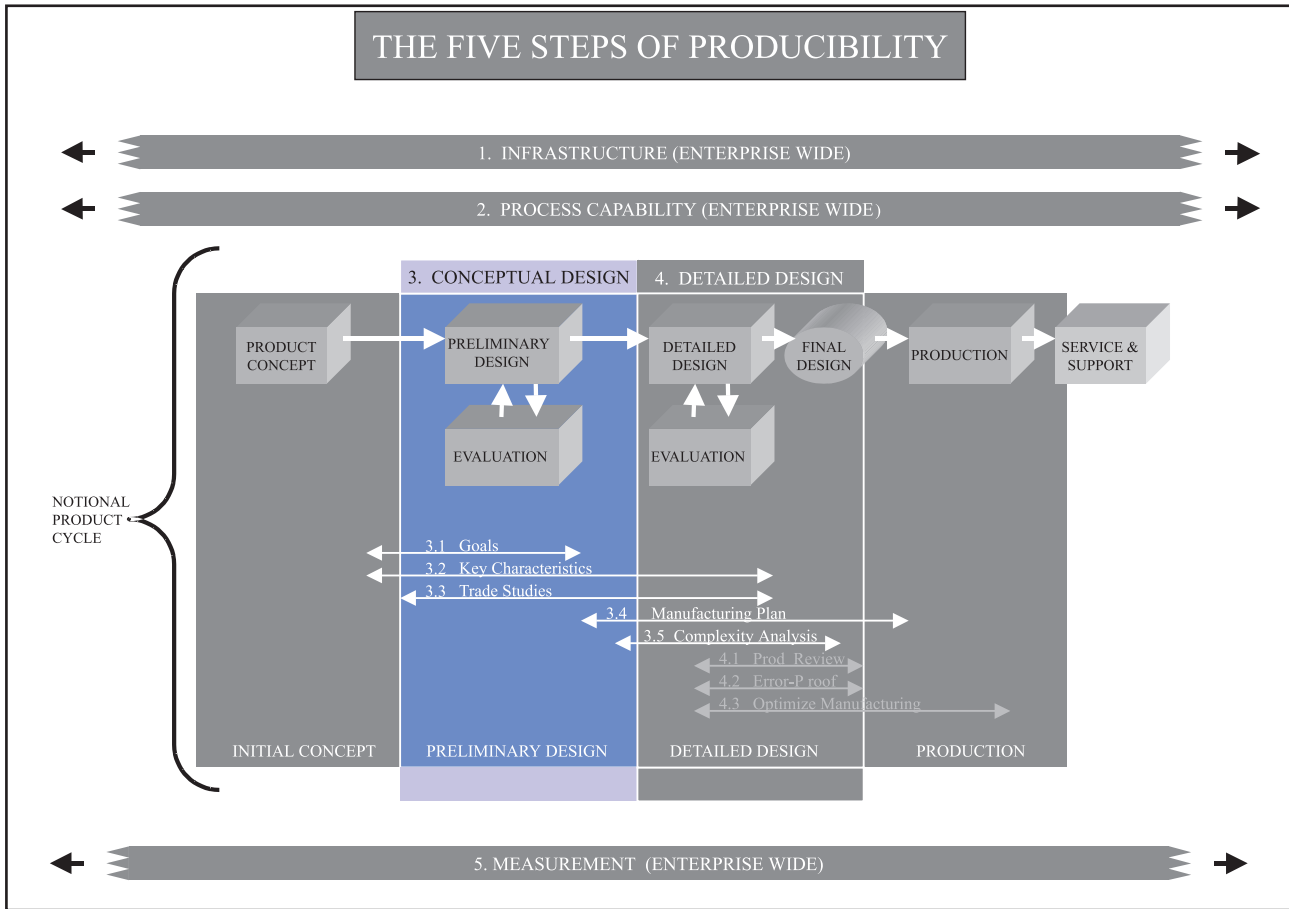 THE FIVE STEPS OF PRODUCIBILITY
1. INFRASTRUCTURE (ENTERPRISE WIDE)
2. PROCESS CAPABILITY (ENTERPRISE WIDE)
3. CONCEPTUAL DESIGN
4. DETAILED DESIGN
PRODUCT
CONCEPT
PRELIMINARY
DESIGN
DETAILED
DESIGN
FINAL
DESIGN
PRODUCTION
SERVICE &
SUPPORT
EVALUATION
EVALUATION
NOTIONAL
PRODUCT
CYCLE
3.1 Goals
3.2 Key Characteristics
3.3 Trade Studies
3.4 Manufacturing Plan
3.5 Complexity Analysis
4.1 Prod Review
4.2 Error-P roof
4.3 Optimize Manufacturing
INITIAL CONCEPT
PRELIMINARY DESIGN
DETAILED DESIGN
PRODUCTION
5. MEASUREMENT (ENTERPRISE WIDE)